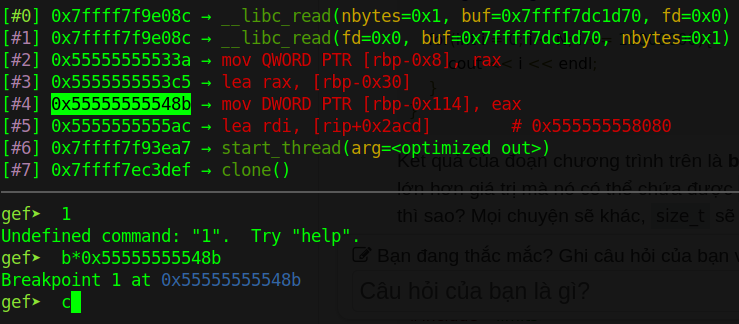 [#0] 0x7ffff7f9e08c → __libc_read(nbytes=0x1, buf=0x7ffff7dc1d70, fd=0x0)
[#1] 0x7ffff7f9e08c → __libc_read(fd=0x0, buf=0x7ffff7dc1d70, nbytes=0x1)
[#2] 0x55555555533a → mov QWORD PTR [rbp-0x8], rax
[#3] 0x5555555553c5 → lea rax, [rbp-0x30]
[#4] 0x55555555548b → mov DWORD PTR [rbp-0x114], eax
[#5] 0x5555555555ac → lea rdi, [rip+0x2acd] # 0x555555558080
[#6] 0x7ffff7f93ea7 → start_thread(arg=<optimized out>)
[#7] 0x7ffff7ec3def → clone()
gef➤ 1
Undefined command: "1". Try "help".
gef➤ b*0x55555555548b
Breakpoint 1 at 0x55555555548b
gef➤ c
<< i << endl;
}
Kết quả của đoạn chương trình trên là b
lớn hơn giá trị mà nó có thể chứa được
thì sao? Mọi chuyện sẽ khác, size_t sẽ
Bạn đang thắc mắc? Ghi câu hỏi của bạn v
Câu hỏi của bạn là gì?